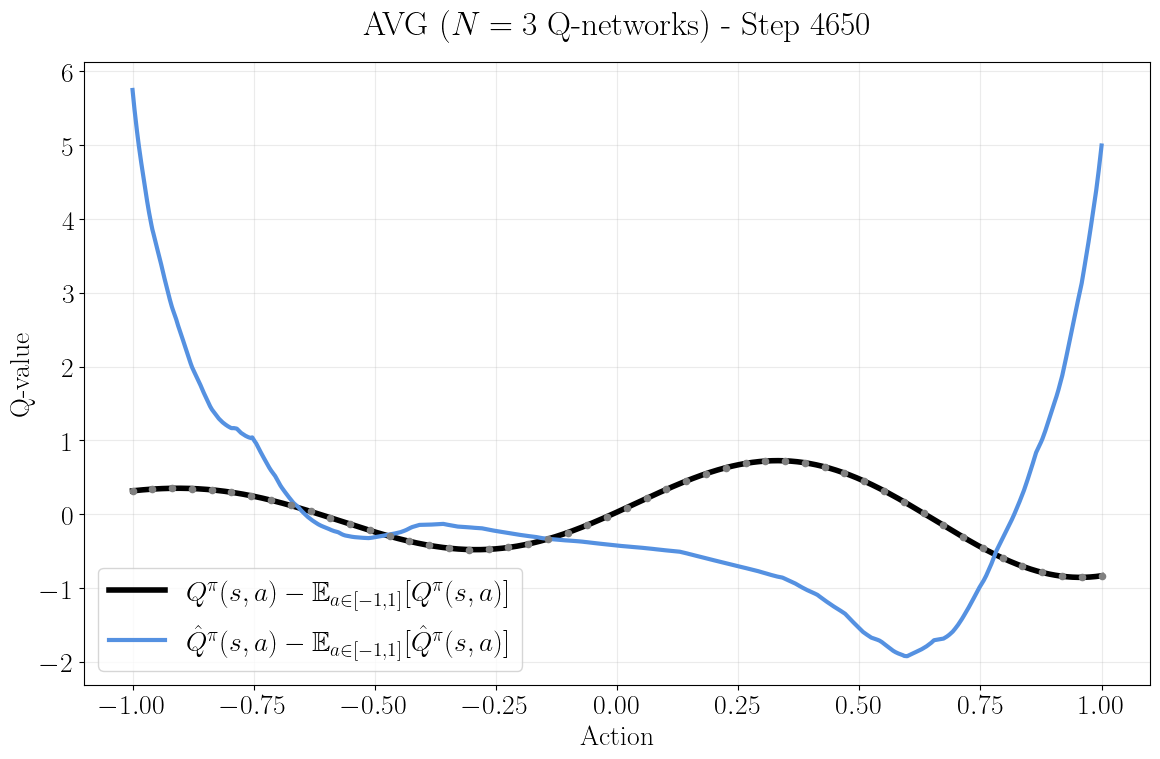 AVG (N = 3 Q-networks) - Step 4650
6
5
4
3
2
1
0
−1
−2
Q-value
Q^π(s, a) − 𝔼_{a∈[−1,1]}[Q^π(s, a)]
Q̂^π(s, a) − 𝔼_{a∈[−1,1]}[Q̂^π(s, a)]
−1.00 −0.75 −0.50 −0.25 0.00 0.25 0.50 0.75 1.00
Action